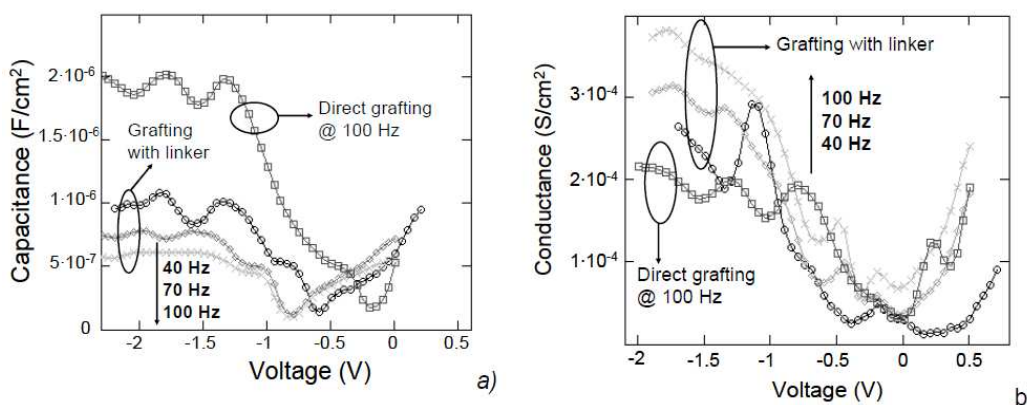 Capacitance (F/cm²)
2·10⁻⁶
1.5·10⁻⁶
1·10⁻⁶
5·10⁻⁷
0
-2
-1.5
-1
-0.5
0
0.5
Voltage (V)
Grafting
with linker
Direct grafting
@ 100 Hz
40 Hz
70 Hz
100 Hz
a)
Conductance (S/cm²)
3·10⁻⁴
2·10⁻⁴
1·10⁻⁴
-2
-1.5
-1
-0.5
0
0.5
Voltage (V)
Grafting with linker
100 Hz
70 Hz
40 Hz
Direct grafting
@ 100 Hz
b